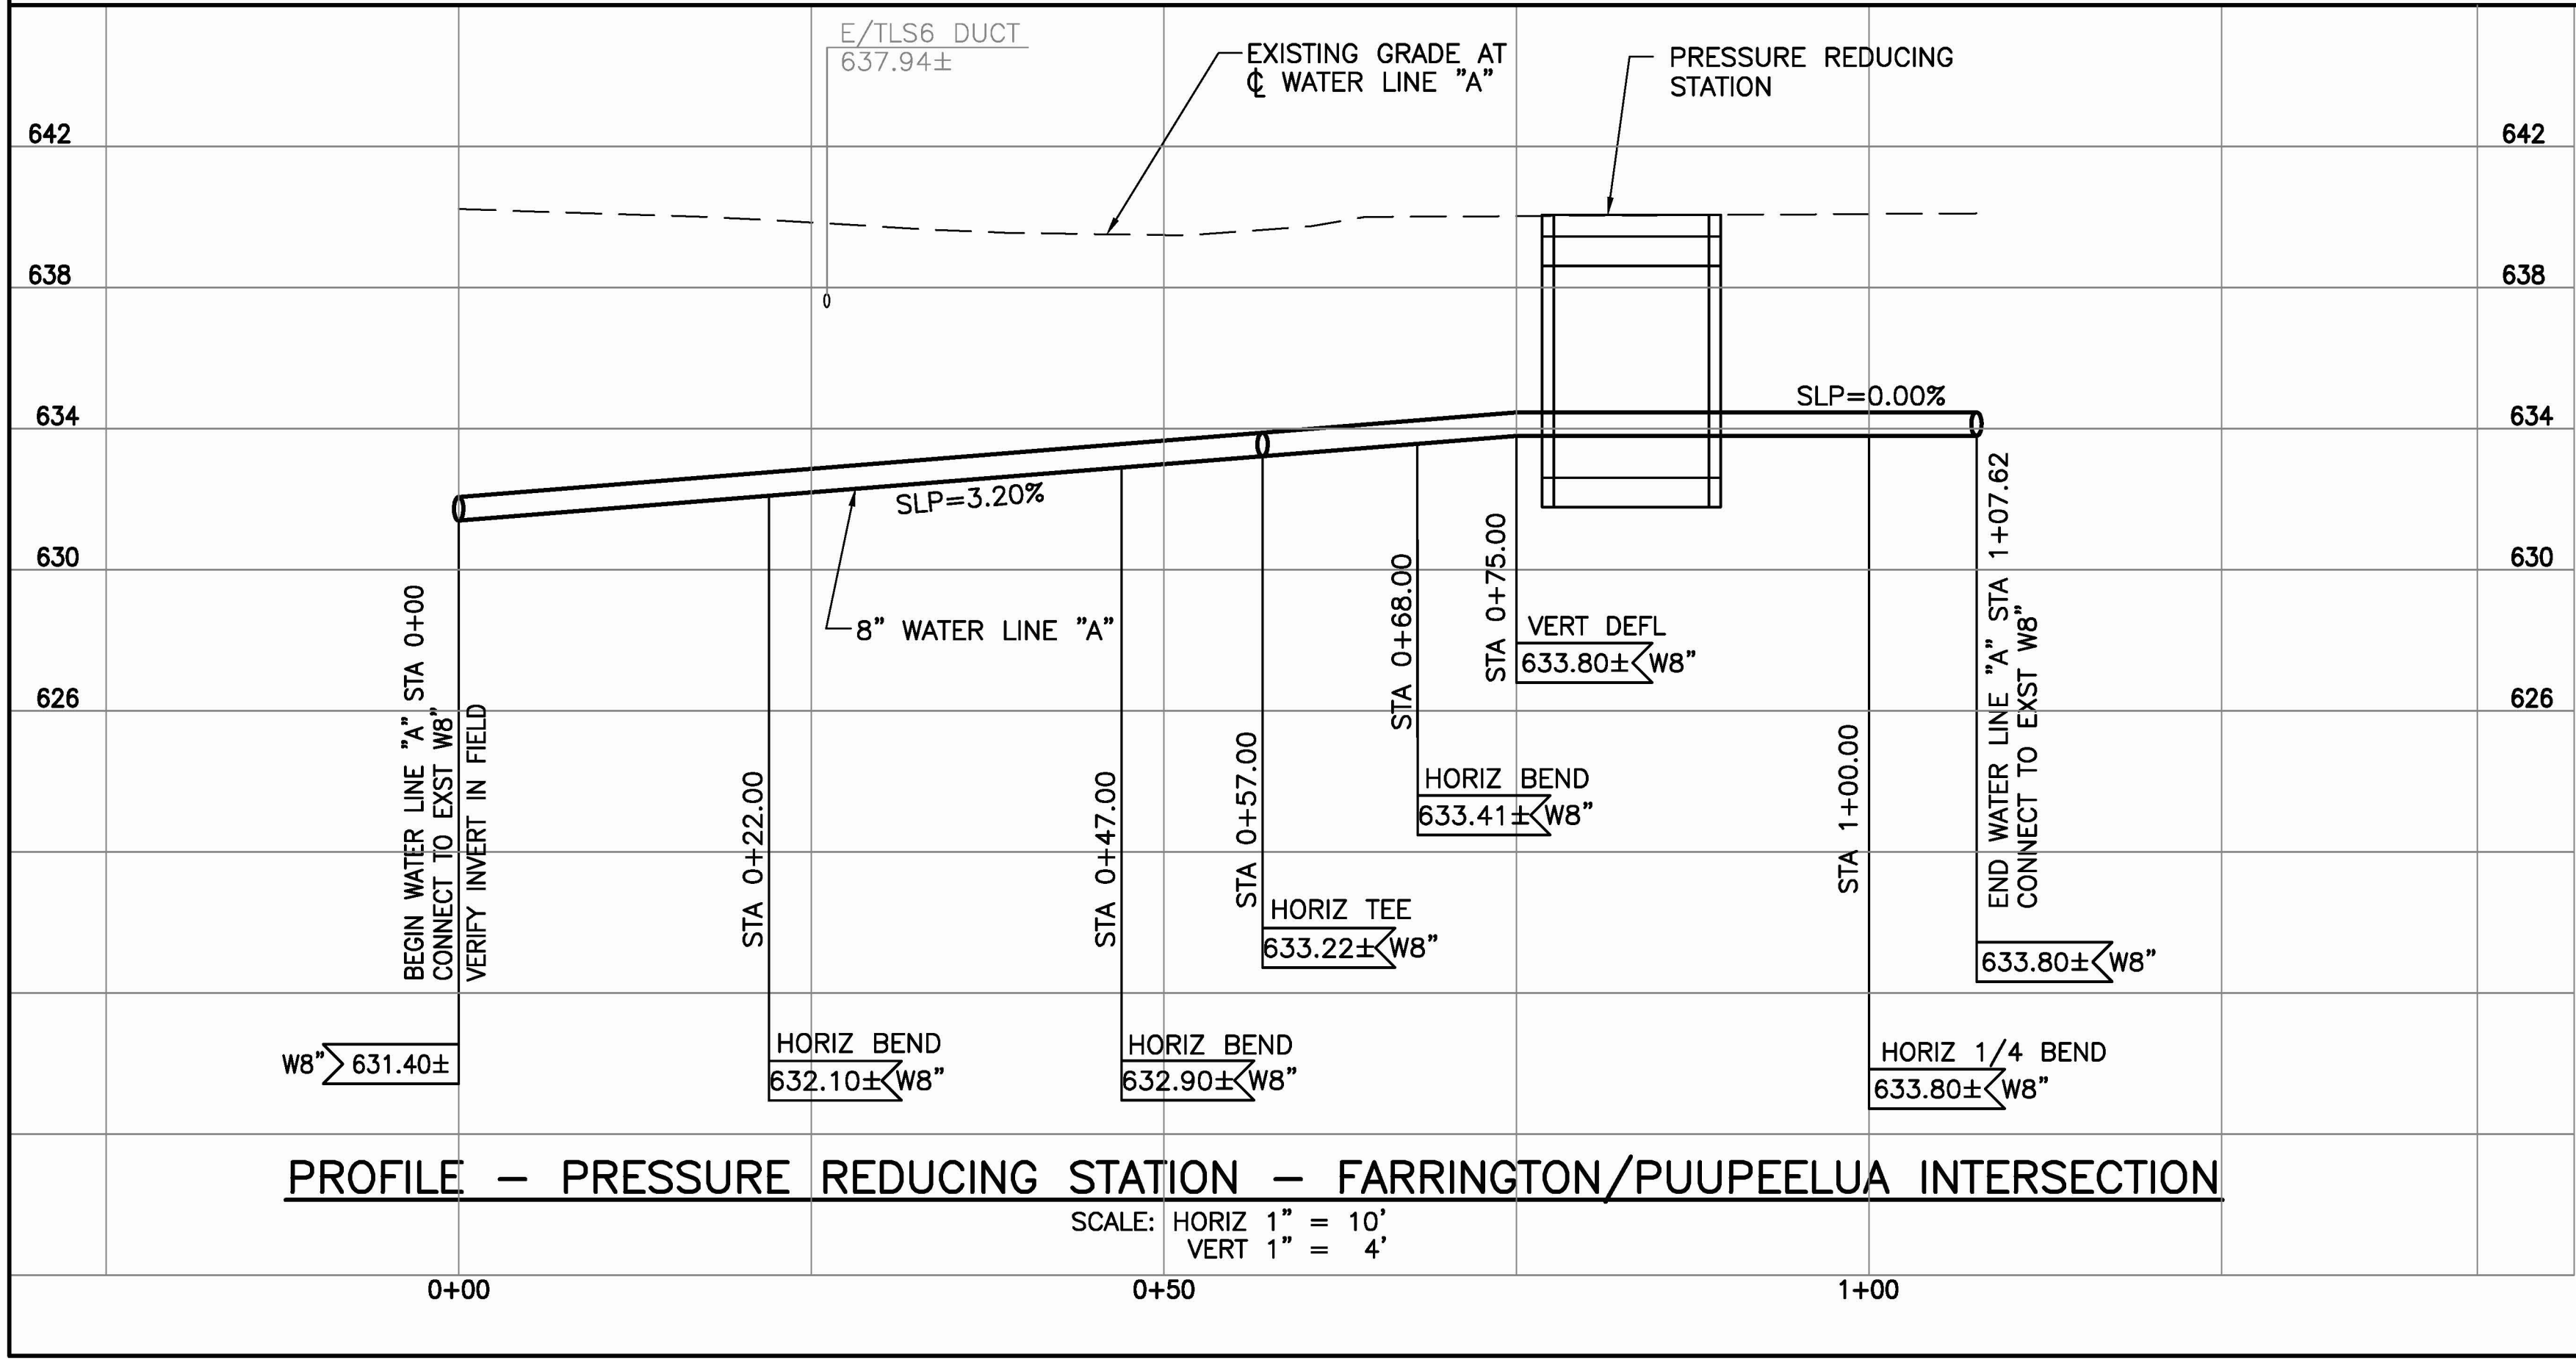 E/TLS6 DUCT
637.94±
EXISTING GRADE AT
℄ WATER LINE "A"
PRESSURE REDUCING
STATION
642
642
638
638
SLP=0.00%
634
634
SLP=3.20%
630
630
8" WATER LINE "A"
626
626
BEGIN WATER LINE "A" STA 0+00
CONNECT TO EXST W8"
VERIFY INVERT IN FIELD
W8" 631.40±
STA 0+22.00
HORIZ BEND
632.10± W8"
STA 0+47.00
HORIZ BEND
632.90± W8"
STA 0+57.00
HORIZ TEE
633.22± W8"
STA 0+68.00
HORIZ BEND
633.41± W8"
STA 0+75.00
VERT DEFL
633.80± W8"
STA 1+00.00
HORIZ 1/4 BEND
633.80± W8"
END WATER LINE "A" STA 1+07.62
CONNECT TO EXST W8"
633.80± W8"
PROFILE – PRESSURE REDUCING STATION – FARRINGTON/PUUPEELUA INTERSECTION
SCALE: HORIZ 1" = 10'
VERT 1" = 4'
0+00
0+50
1+00